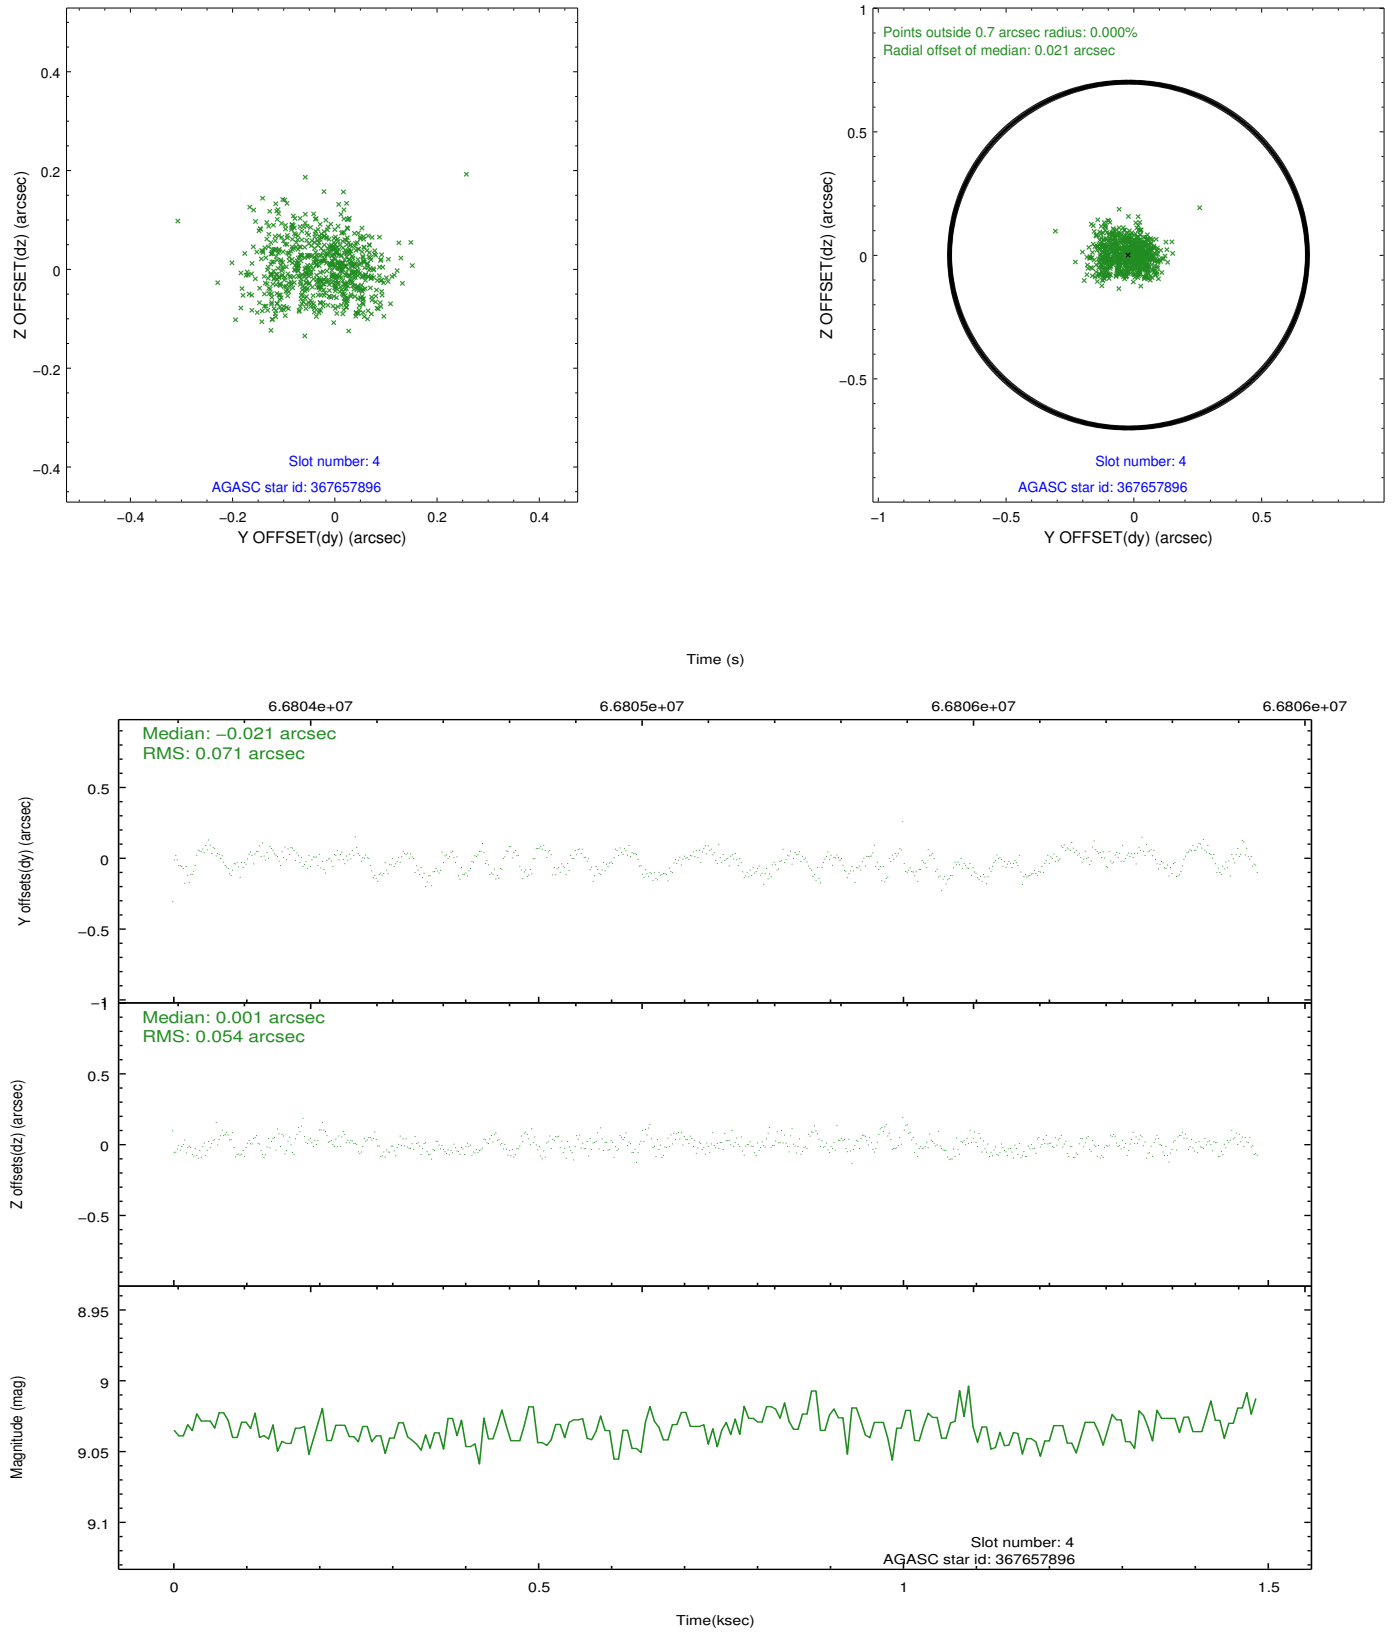 0.4
0.2
0
−0.2
−0.4
Z OFFSET(dz) (arcsec)
Slot number: 4
AGASC star id: 367657896
−0.4 −0.2 0 0.2 0.4
Y OFFSET(dy) (arcsec)
1
0.5
0
−0.5
Z OFFSET(dz) (arcsec)
Points outside 0.7 arcsec radius: 0.000%
Radial offset of median: 0.021 arcsec
Slot number: 4
AGASC star id: 367657896
−1 −0.5 0 0.5
Y OFFSET(dy) (arcsec)
Time (s)
6.6804e+07 6.6805e+07 6.6806e+07 6.6806e+07
Median: −0.021 arcsec
RMS: 0.071 arcsec
0.5
0
−0.5
−1
Y offsets(dy) (arcsec)
Median: 0.001 arcsec
RMS: 0.054 arcsec
1
0.5
0
−0.5
Z offsets(dz) (arcsec)
8.95
9
9.05
9.1
Magnitude (mag)
Slot number: 4
AGASC star id: 367657896
0 0.5 1 1.5
Time(ksec)